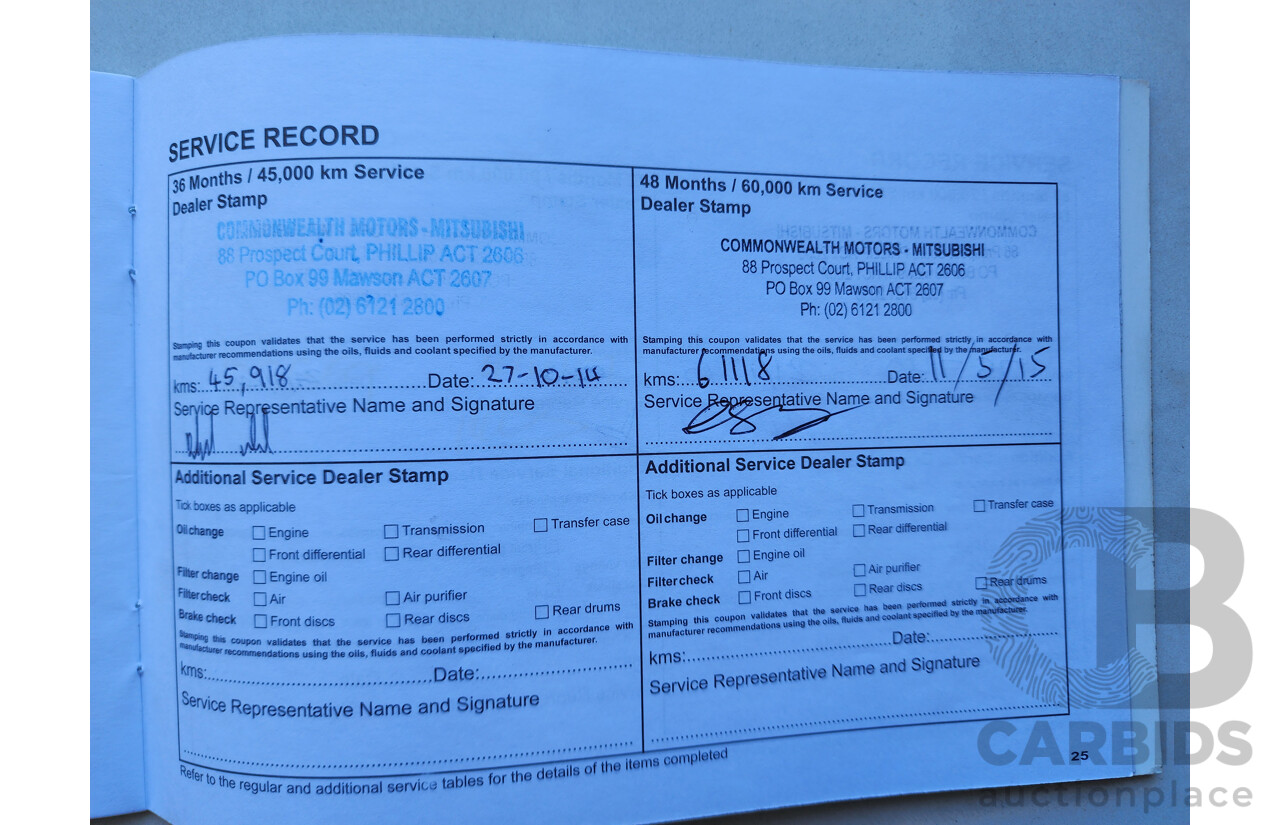 SERVICE RECORD
36 Months / 45,000 km Service
Dealer Stamp
COMMONWEALTH MOTORS - MITSUBISHI
88 Prospect Court, PHILLIP ACT 2606
PO Box 99 Mawson ACT 2607
Ph: (02) 6121 2800
Stamping this coupon validates that the service has been performed strictly in accordance with
manufacturer recommendations using the oils, fluids and coolant specified by the manufacturer.
kms: 45,918 Date: 27-10-14
Service Representative Name and Signature
Additional Service Dealer Stamp
Tick boxes as applicable
Oil change Engine Transmission Transfer case
Front differential Rear differential
Filter change Engine oil
Filter check Air Air purifier
Brake check Front discs Rear discs Rear drums
Stamping this coupon validates that the service has been performed strictly in accordance with
manufacturer recommendations using the oils, fluids and coolant specified by the manufacturer.
kms: Date:
Service Representative Name and Signature
48 Months / 60,000 km Service
Dealer Stamp
COMMONWEALTH MOTORS - MITSUBISHI
88 Prospect Court, PHILLIP ACT 2606
PO Box 99 Mawson ACT 2607
Ph: (02) 6121 2800
Stamping this coupon validates that the service has been performed strictly in accordance with
manufacturer recommendations using the oils, fluids and coolant specified by the manufacturer.
kms: 61118 Date: 11/5/15
Service Representative Name and Signature
Additional Service Dealer Stamp
Tick boxes as applicable
Oil change Engine Transmission Transfer case
Front differential Rear differential
Filter change Engine oil
Filter check Air Air purifier
Brake check Front discs Rear discs Rear drums
Stamping this coupon validates that the service has been performed strictly in accordance with
manufacturer recommendations using the oils, fluids and coolant specified by the manufacturer.
kms: Date:
Service Representative Name and Signature
Refer to the regular and additional service tables for the details of the items completed
25
CB
CARBIDS
auctionplace